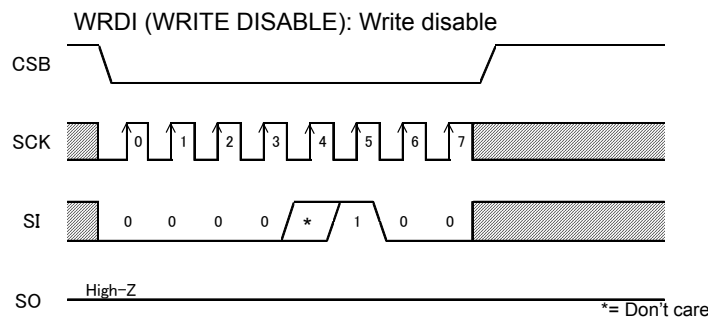 WRDI (WRITE DISABLE): Write disable
CSB
SCK 0 1 2 3 4 5 6 7
SI 0 0 0 0 * 1 0 0
SO High-Z
*= Don't care